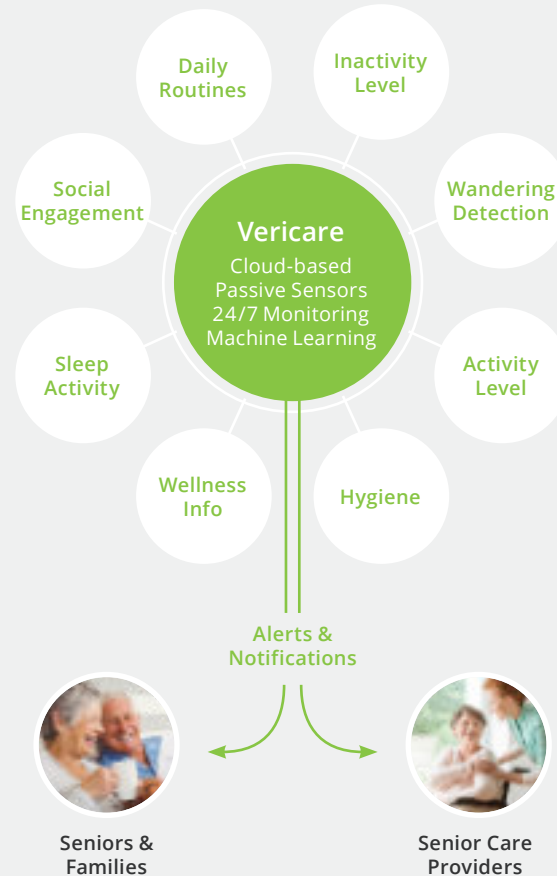 Daily
Routines
Inactivity
Level
Social
Engagement
Wandering
Detection
Vericare
Cloud-based
Passive Sensors
24/7 Monitoring
Machine Learning
Sleep
Activity
Activity
Level
Wellness
Info
Hygiene
Alerts &
Notifications
Seniors &
Families
Senior Care
Providers